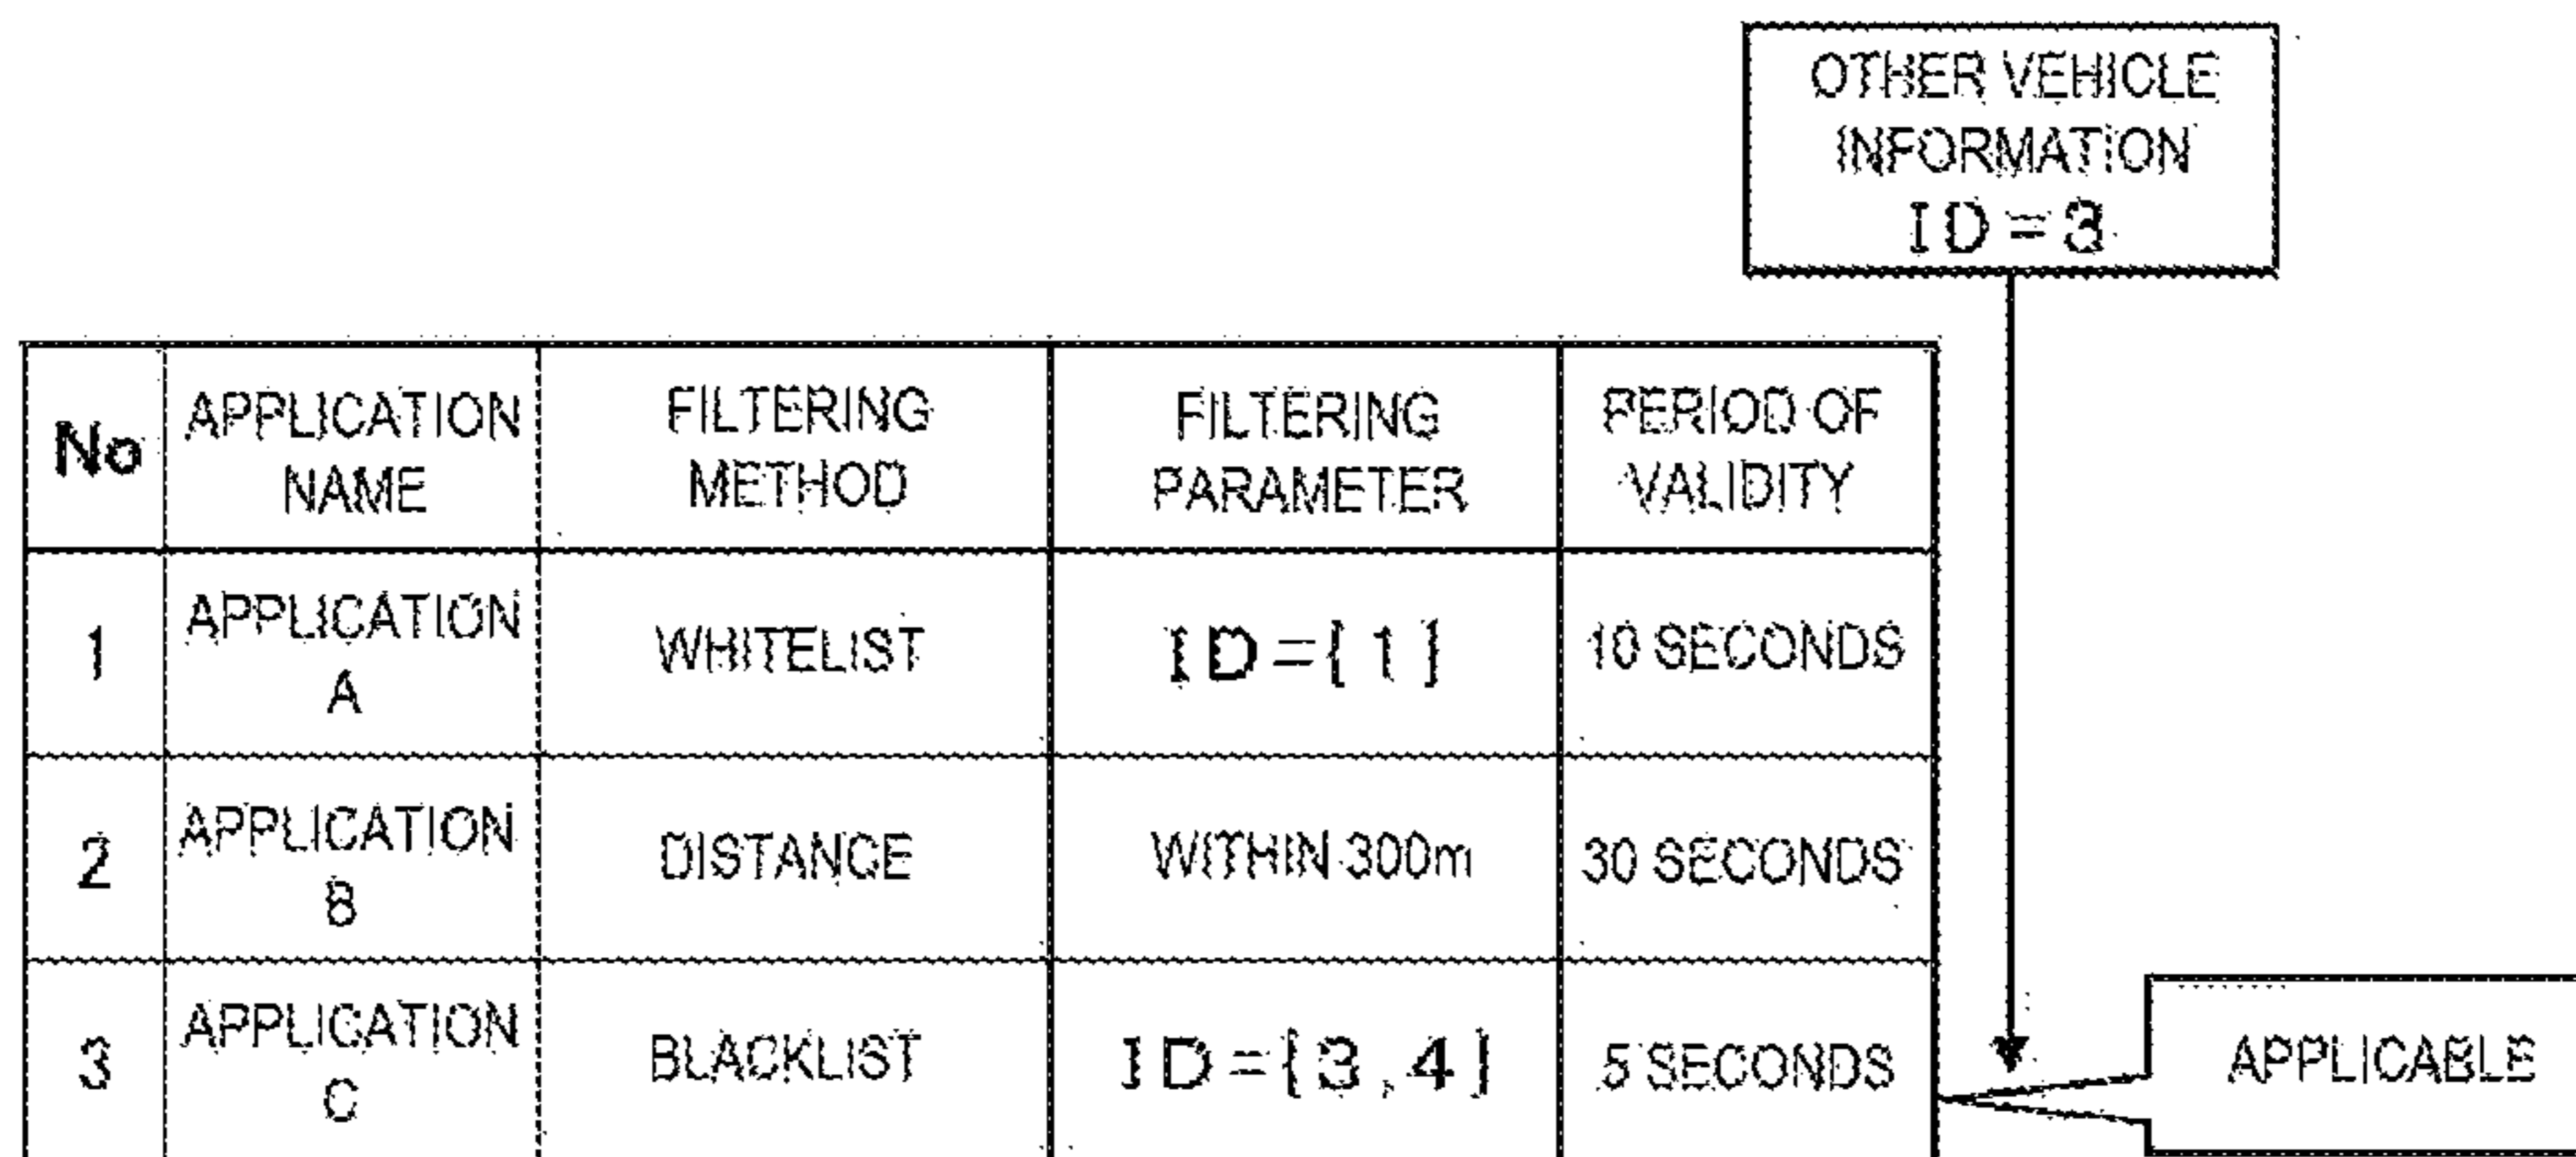 OTHER VEHICLE
INFORMATION
ID=3
No
APPLICATION
NAME
FILTERING
METHOD
FILTERING
PARAMETER
PERIOD OF
VALIDITY
1
APPLICATION
A
WHITELIST
ID={1}
10 SECONDS
2
APPLICATION
B
DISTANCE
WITHIN 300m
30 SECONDS
3
APPLICATION
C
BLACKLIST
ID={3,4}
5 SECONDS
APPLICABLE